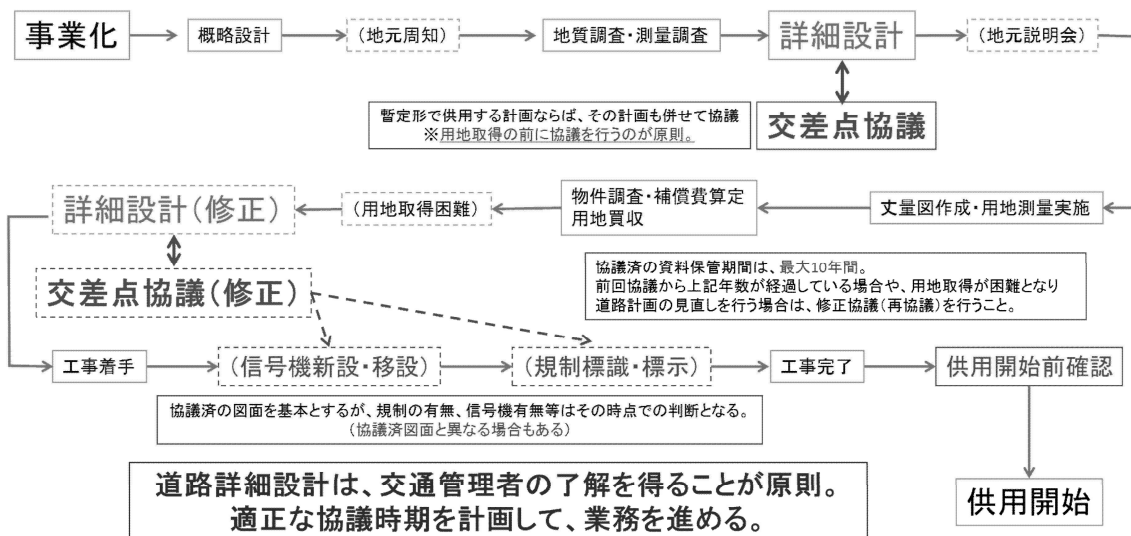 事業化
概略設計
(地元周知)
地質調査・測量調査
詳細設計
(地元説明会)
暫定形で供用する計画ならば、その計画も併せて協議
※用地取得の前に協議を行うのが原則。
交差点協議
丈量図作成・用地測量実施
物件調査・補償費算定
用地買収
(用地取得困難)
詳細設計(修正)
交差点協議(修正)
協議済の資料保管期間は、最大10年間。
前回協議から上記年数が経過している場合や、用地取得が困難となり
道路計画の見直しを行う場合は、修正協議(再協議)を行うこと。
工事着手
(信号機新設・移設)
(規制標識・標示)
工事完了
供用開始前確認
協議済の図面を基本とするが、規制の有無、信号機有無等はその時点での判断となる。
(協議済図面と異なる場合もある)
道路詳細設計は、交通管理者の了解を得ることが原則。
適正な協議時期を計画して、業務を進める。
供用開始